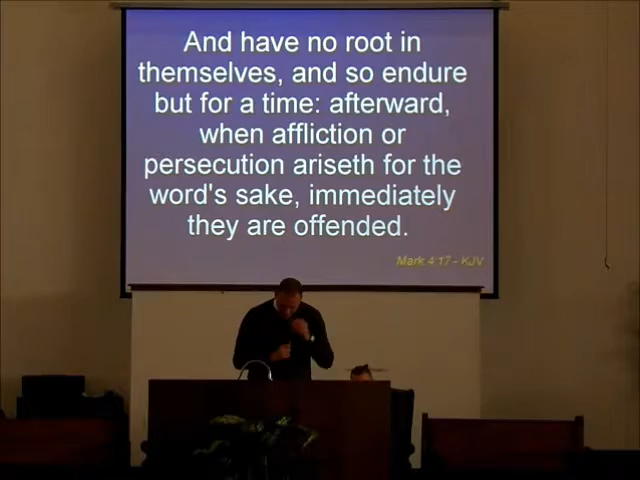 And have no root in
themselves, and so endure
but for a time: afterward,
when affliction or
persecution ariseth for the
word's sake, immediately
they are offended.
Mark 4:17 - KJV